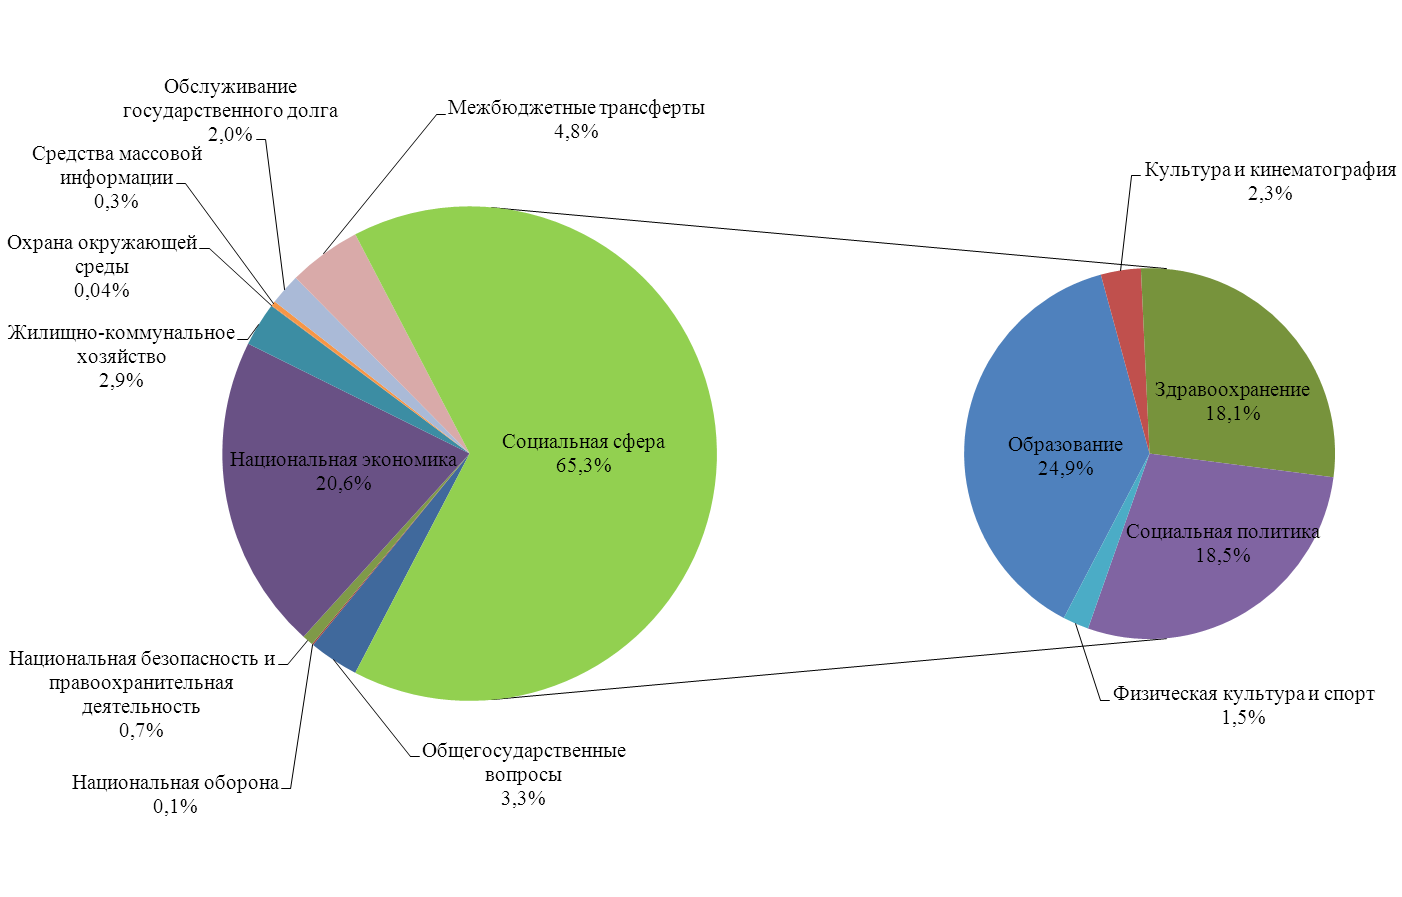 Обслуживание
государственного долга
2,0%
Межбюджетные трансферты
4,8%
Средства массовой
информации
0,3%
Охрана окружающей
среды
0,04%
Жилищно-коммунальное
хозяйство
2,9%
Национальная экономика
20,6%
Социальная сфера
65,3%
Национальная безопасность и
правоохранительная
деятельность
0,7%
Национальная оборона
0,1%
Общегосударственные
вопросы
3,3%
Культура и кинематография
2,3%
Здравоохранение
18,1%
Образование
24,9%
Социальная политика
18,5%
Физическая культура и спорт
1,5%